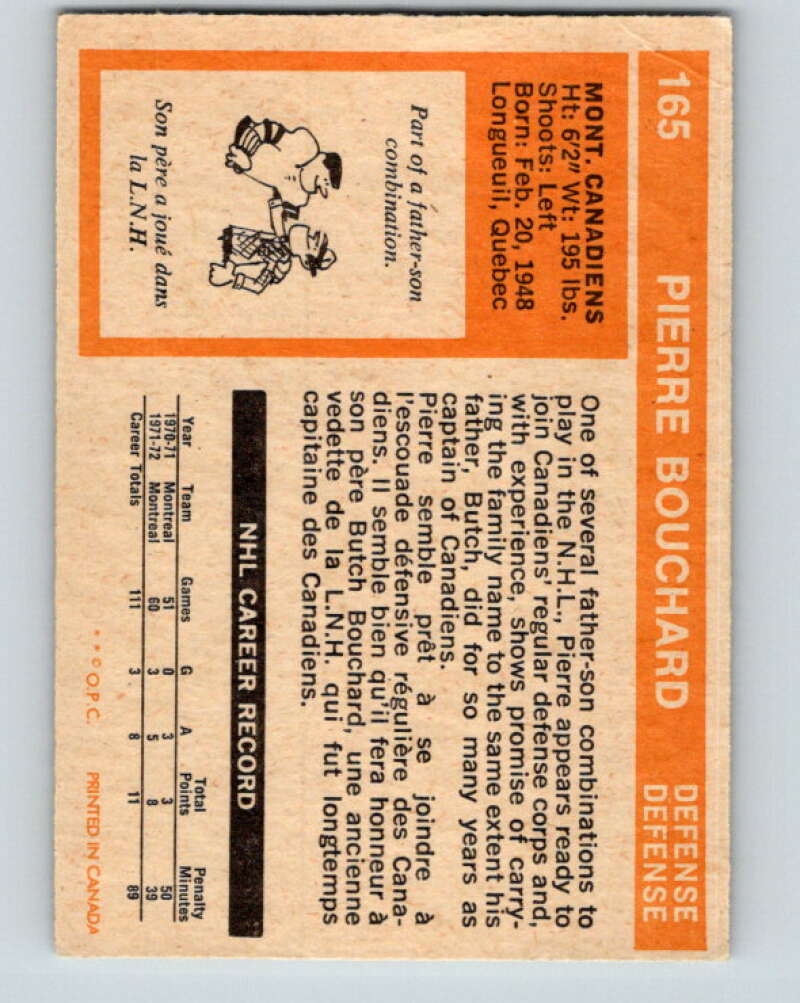 165 PIERRE BOUCHARD DEFENSE
DEFENSE
MONT. CANADIENS
Ht: 6'2" Wt: 195 lbs.
Shoots: Left
Born: Feb. 20, 1948
Longueuil, Quebec
Part of a father-son
combination.
Son père a joué dans
la L.N.H.
One of several father-son combinations to
play in the N.H.L., Pierre appears ready to
join Canadiens' regular defense corps and,
with experience, shows promise of carry-
ing the family name to the same extent his
father, Butch, did for so many years as
captain of Canadiens.
Pierre semble prêt à se joindre à
l'escouade défensive régulière des Cana-
diens. Il semble bien qu'il fera honneur à
son père Butch Bouchard, une ancienne
vedette de la L.N.H. qui fut longtemps
capitaine des Canadiens.
NHL CAREER RECORD
Year Team Games G A Total Points Penalty Minutes
1970-71 Montreal 51 0 3 3 50
1971-72 Montreal 60 3 5 8 39
Career Totals 111 3 8 11 89
* * © O.P.C. PRINTED IN CANADA